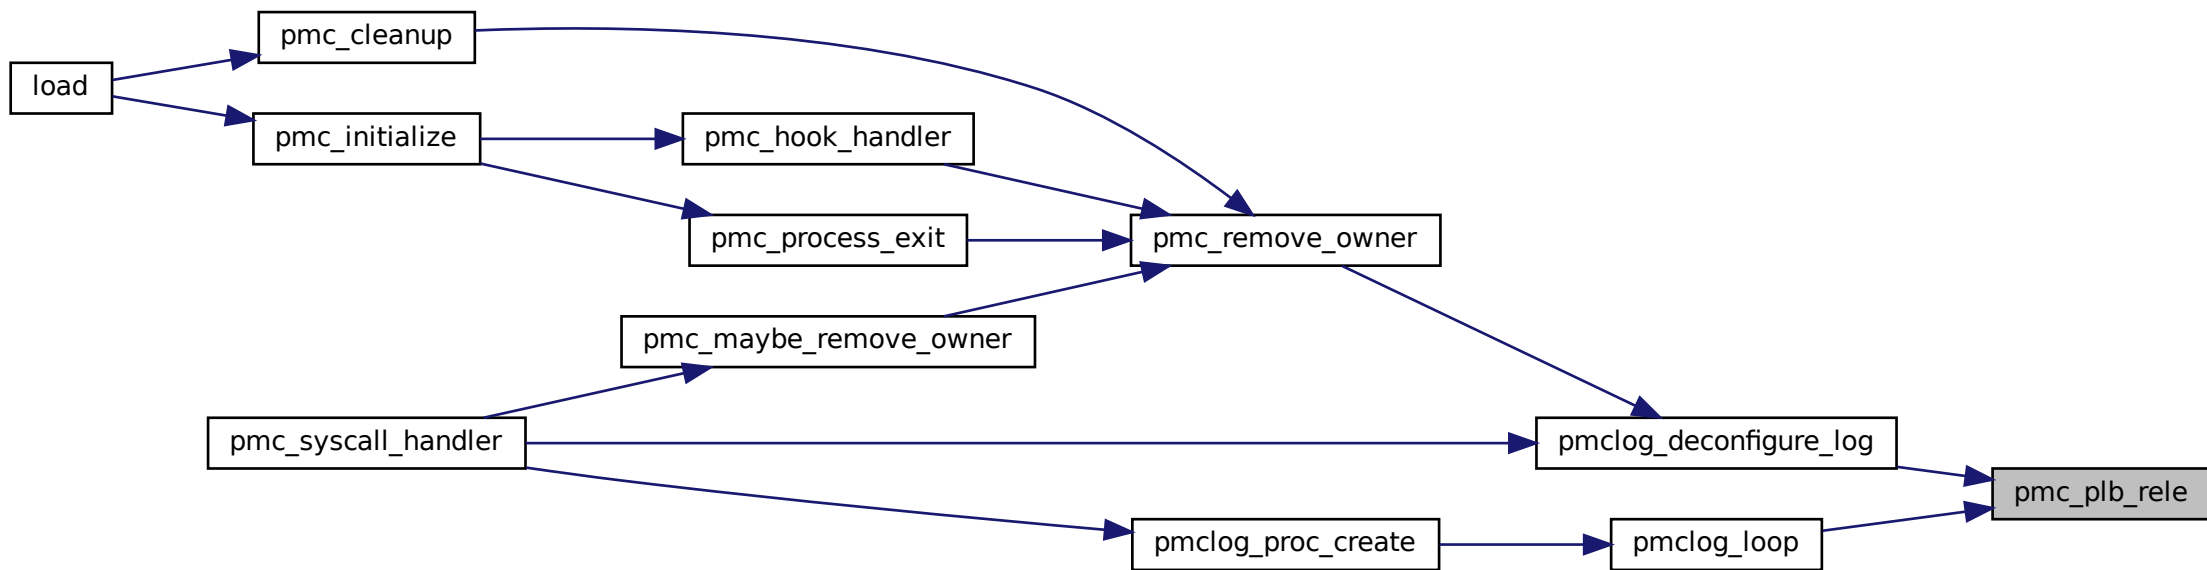 pmc_cleanup
load
pmc_initialize
pmc_hook_handler
pmc_process_exit
pmc_remove_owner
pmc_maybe_remove_owner
pmc_syscall_handler
pmclog_deconfigure_log
pmc_plb_rele
pmclog_proc_create
pmclog_loop